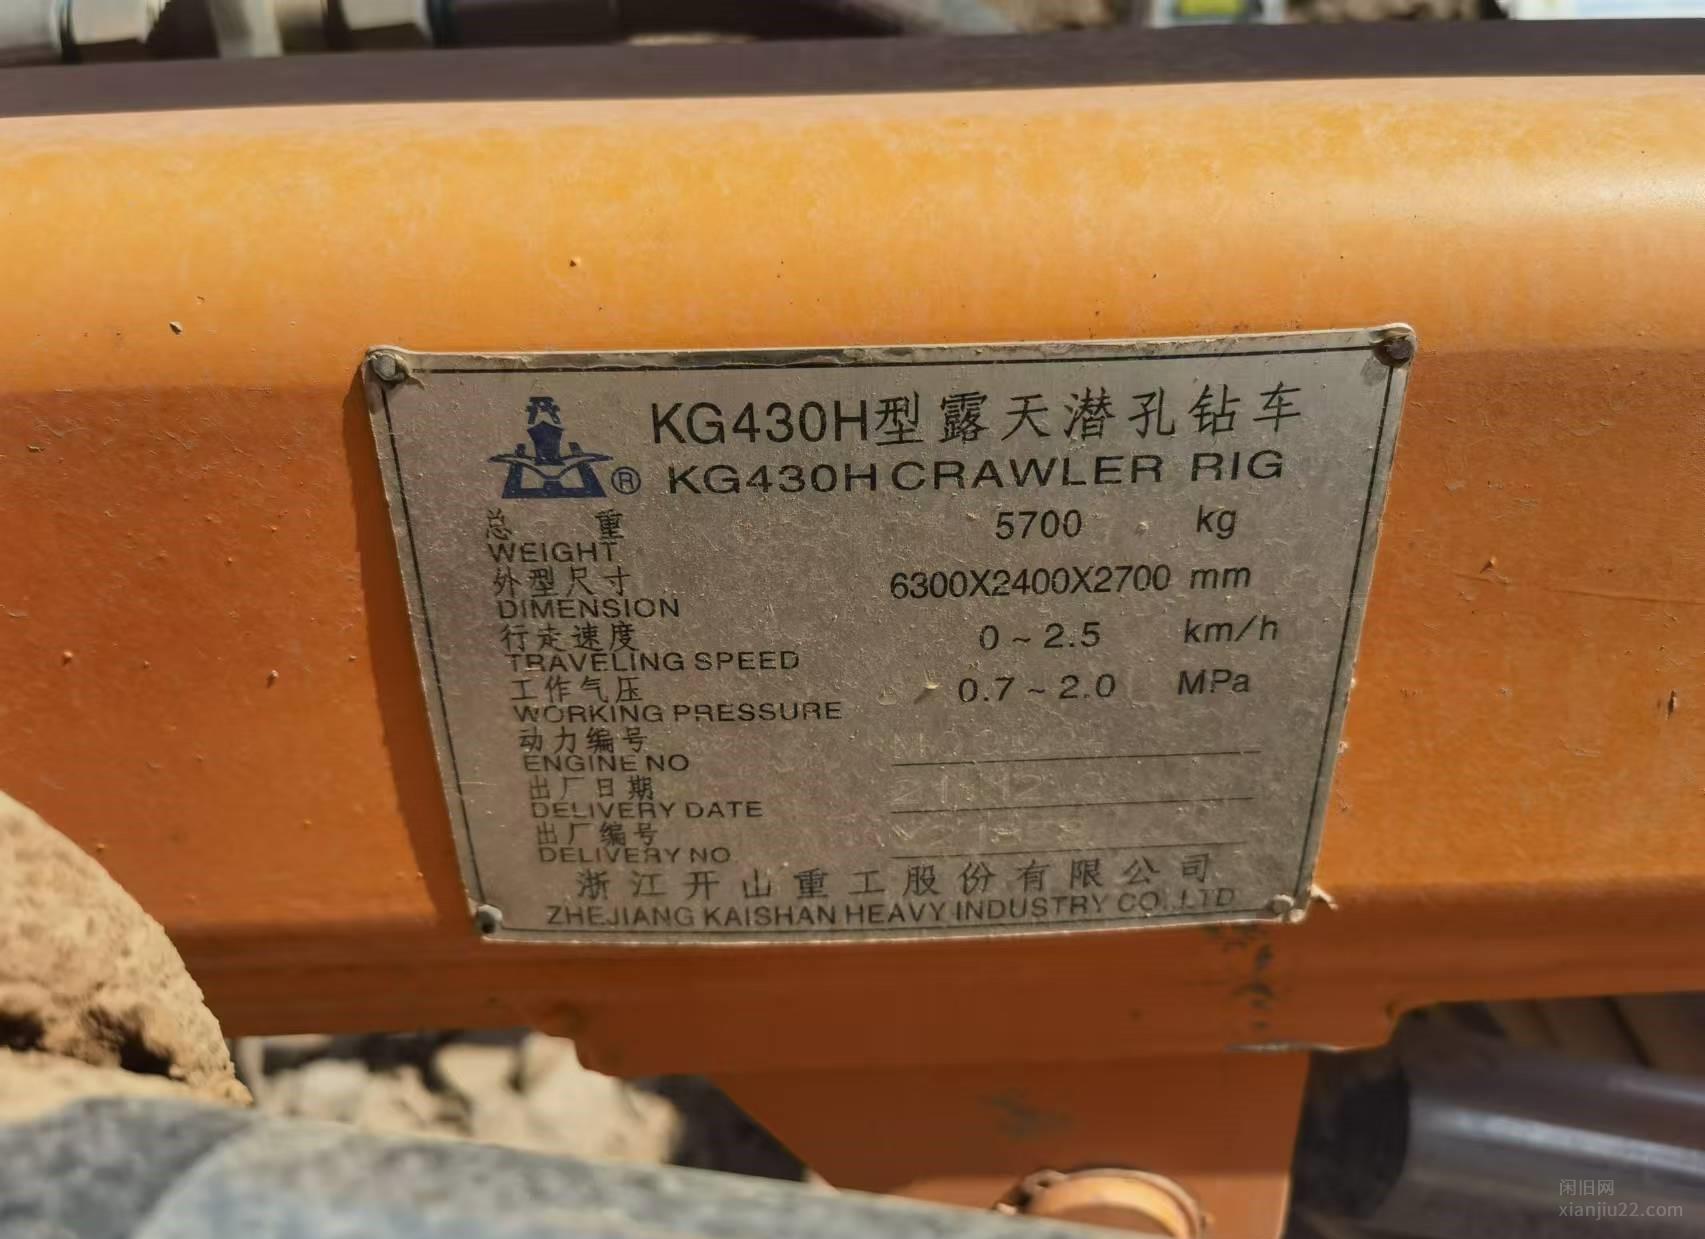 KG430H型露天潜孔钻车
® KG430H CRAWLER RIG
总重 5700 kg
WEIGHT
外型尺寸 6300X2400X2700 mm
DIMENSION
行走速度 0~2.5 km/h
TRAVELING SPEED
工作气压 0.7~2.0 MPa
WORKING PRESSURE
动力编号
ENGINE NO
出厂日期
DELIVERY DATE
出厂编号
DELIVERY NO
浙江开山重工股份有限公司
ZHEJIANG KAISHAN HEAVY INDUSTRY CO.,LTD
闲旧网
xianjiu22.com